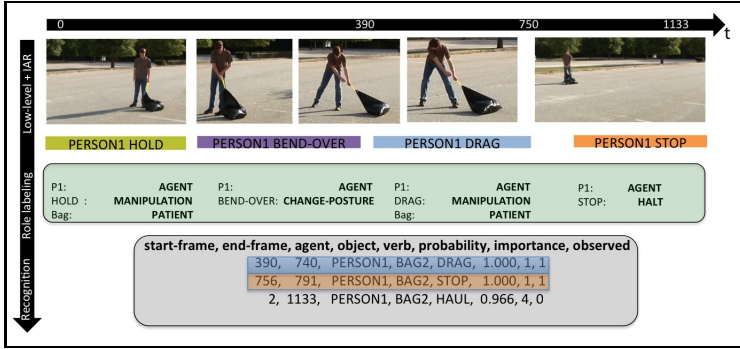 0 390 750 1133
t
Low-level + IAR
PERSON1 HOLD PERSON1 BEND-OVER PERSON1 DRAG PERSON1 STOP
Role labeling
P1: AGENT P1: AGENT P1: AGENT P1: AGENT
HOLD : MANIPULATION BEND-OVER: CHANGE-POSTURE DRAG: MANIPULATION STOP: HALT
Bag: PATIENT Bag: PATIENT
Recognition
start-frame, end-frame, agent, object, verb, probability, importance, observed
390, 740, PERSON1, BAG2, DRAG, 1.000, 1, 1
756, 791, PERSON1, BAG2, STOP, 1.000, 1, 1
2, 1133, PERSON1, BAG2, HAUL, 0.966, 4, 0